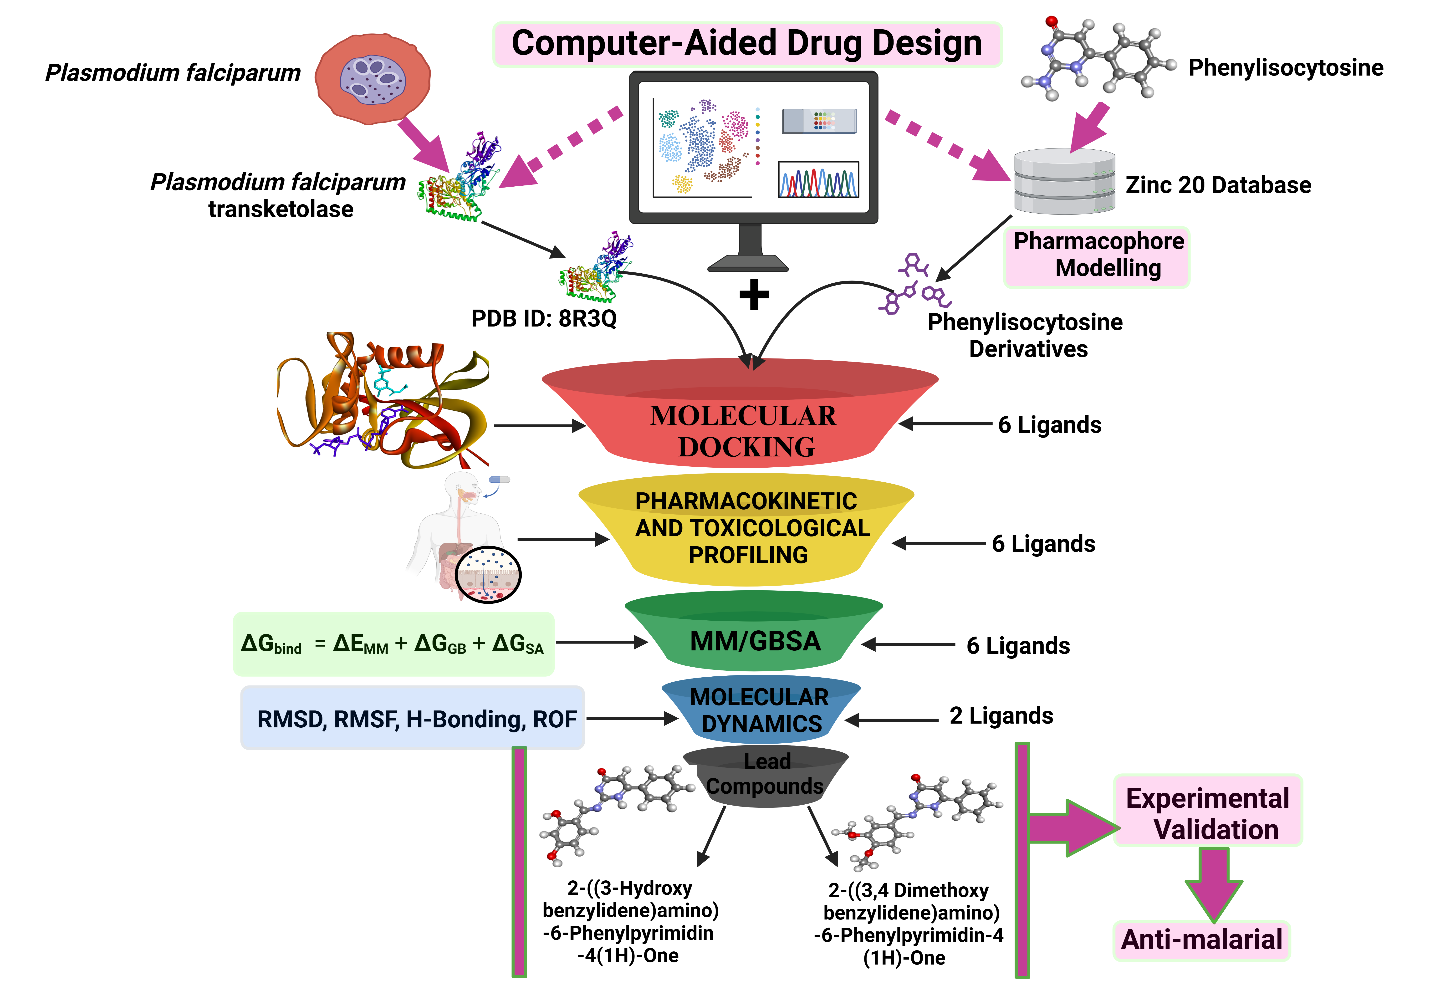 Computer-Aided Drug Design
Plasmodium falciparum
Phenylisocytosine
Plasmodium falciparum
transketolase
Zinc 20 Database
Pharmacophore
Modelling
PDB ID: 8R3Q
Phenylisocytosine
Derivatives
MOLECULAR
DOCKING
6 Ligands
PHARMACOKINETIC
AND TOXICOLOGICAL
PROFILING
6 Ligands
ΔGbind = ΔEMM + ΔGGB + ΔGSA
MM/GBSA
6 Ligands
RMSD, RMSF, H-Bonding, ROF
MOLECULAR
DYNAMICS
2 Ligands
Lead
Compounds
2-((3-Hydroxy
benzylidene)amino)
-6-Phenylpyrimidin
-4(1H)-One
2-((3,4 Dimethoxy
benzylidene)amino)
-6-Phenylpyrimidin-4
(1H)-One
Experimental
Validation
Anti-malarial